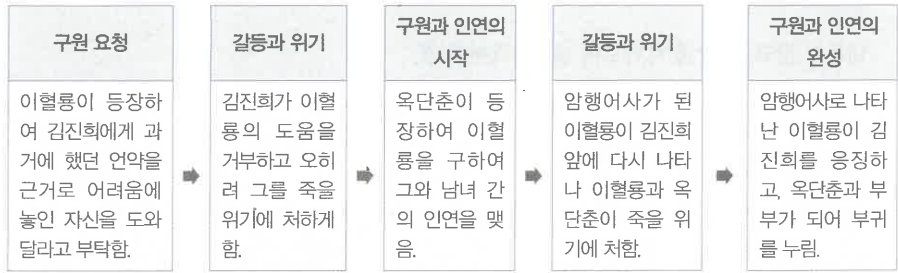 구원 요청
이혈룡이 등장하
여 김진희에게 과
거에 했던 언약을
근거로 어려움에
놓인 자신을 도와
달라고 부탁함.
갈등과 위기
김진희가 이혈
룡의 도움을
거부하고 오히
려 그를 죽을
위기에 처하게
함.
구원과 인연의
시작
옥단춘이 등
장하여 이혈
룡을 구하여
그와 남녀 간
의 인연을 맺
음.
갈등과 위기
암행어사가 된
이혈룡이 김진희
앞에 다시 나타
나 이혈룡과 옥
단춘이 죽을 위
기에 처함.
구원과 인연의
완성
암행어사로 나타
난 이혈룡이 김
진희를 응징하
고, 옥단춘과 부
부가 되어 부귀
를 누림.